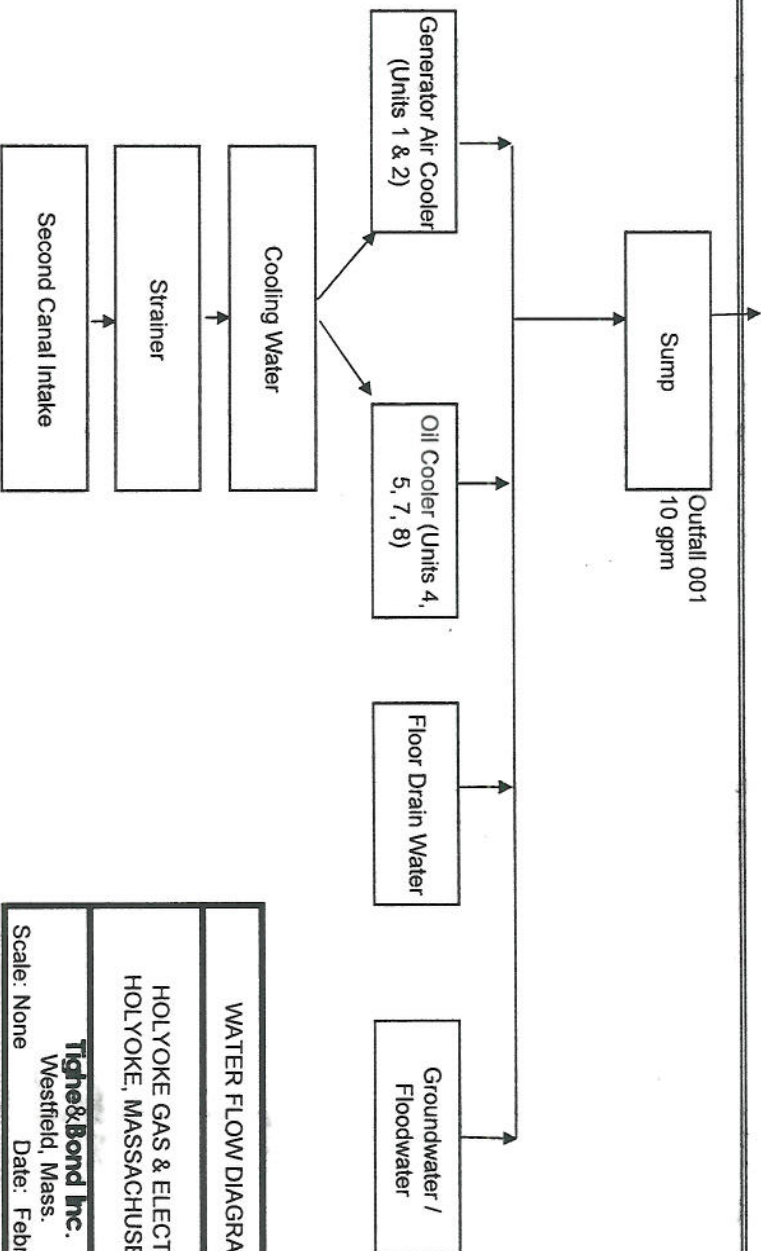 Sump
Outfall 001
10 gpm
Generator Air Cooler
(Units 1 & 2)
Oil Cooler (Units 4,
5, 7, 8)
Floor Drain Water
Groundwater /
Floodwater
Cooling Water
Strainer
Second Canal Intake
WATER FLOW DIAGRA
HOLYOKE GAS & ELECT
HOLYOKE, MASSACHUSE
Tighe&Bond Inc.
Westfield, Mass.
Scale: None Date: Febr